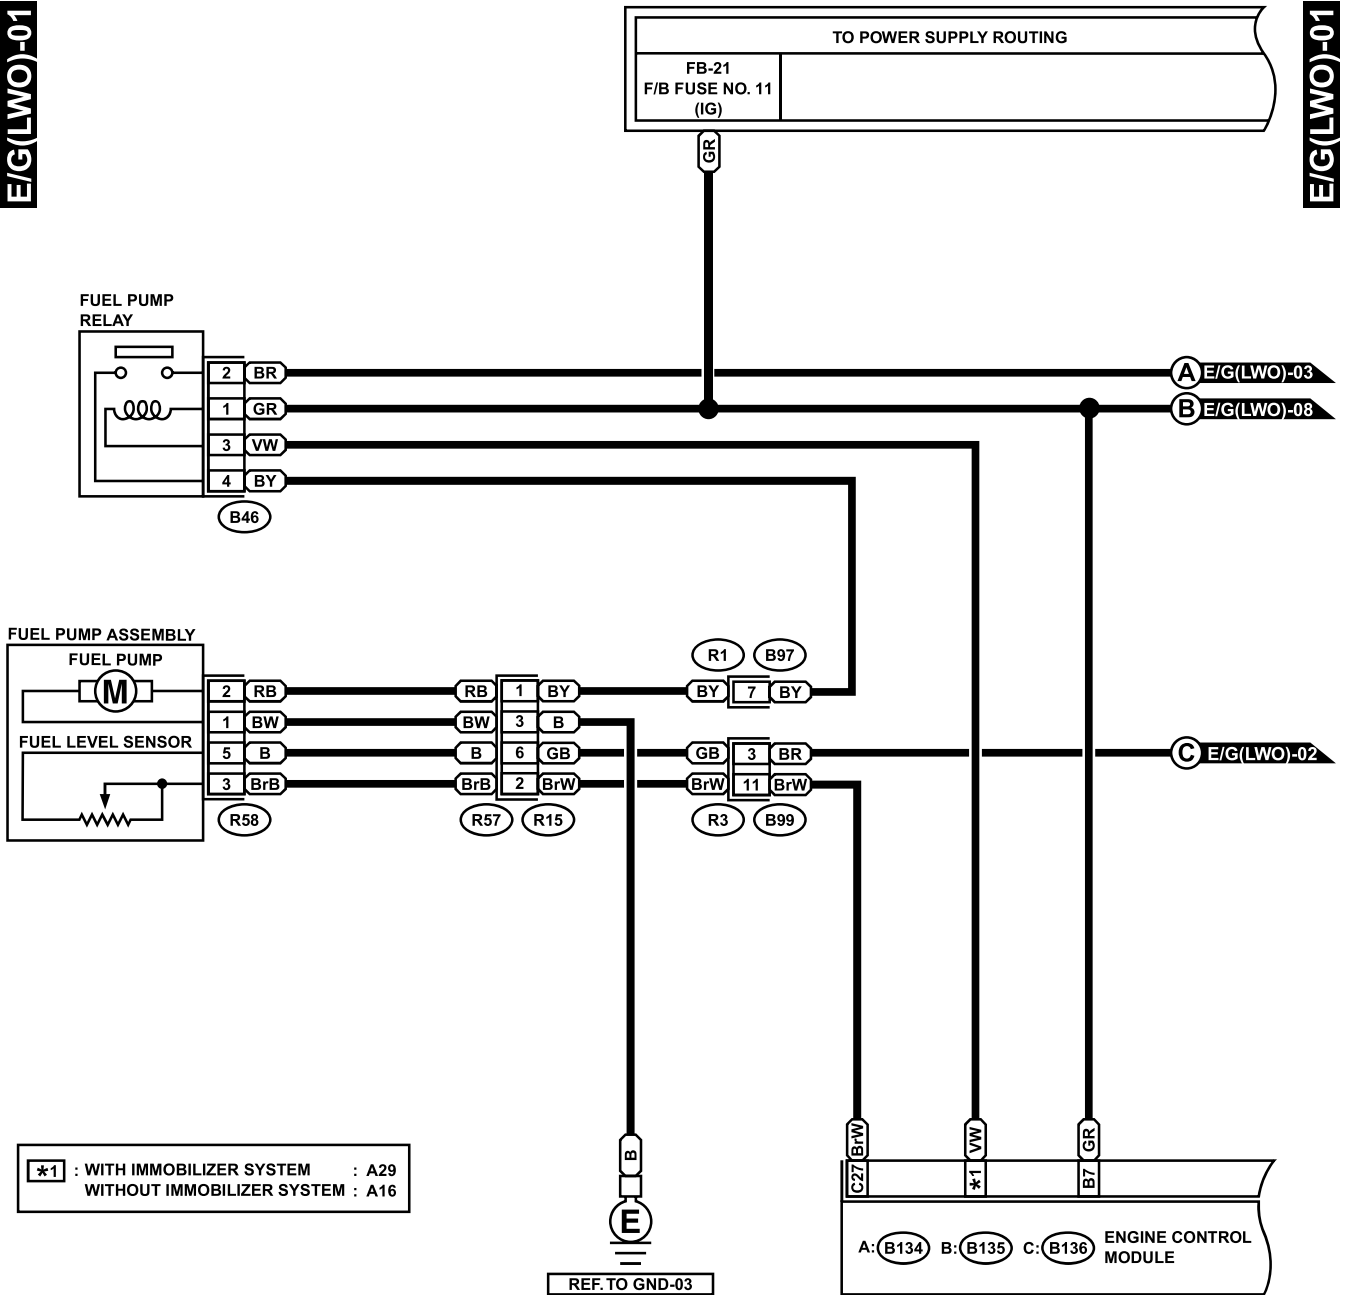 E/G(LWO)-01
E/G(LWO)-01
TO POWER SUPPLY ROUTING
FB-21
F/B FUSE NO. 11
(IG)
GR
FUEL PUMP
RELAY
2 BR
A E/G(LWO)-03
1 GR
B E/G(LWO)-08
3 VW
4 BY
B46
FUEL PUMP ASSEMBLY
FUEL PUMP
M
R1 B97
2 RB RB 1 BY BY 7 BY
1 BW BW 3 B
FUEL LEVEL SENSOR
5 B B 6 GB GB 3 BR
C E/G(LWO)-02
3 BrB BrB 2 BrW BrW 11 BrW
R58 R57 R15 R3 B99
B
BrW VW GR
*1 : WITH IMMOBILIZER SYSTEM : A29
WITHOUT IMMOBILIZER SYSTEM : A16
C27 *1 B7
E
A: B134 B: B135 C: B136
ENGINE CONTROL
MODULE
REF. TO GND-03